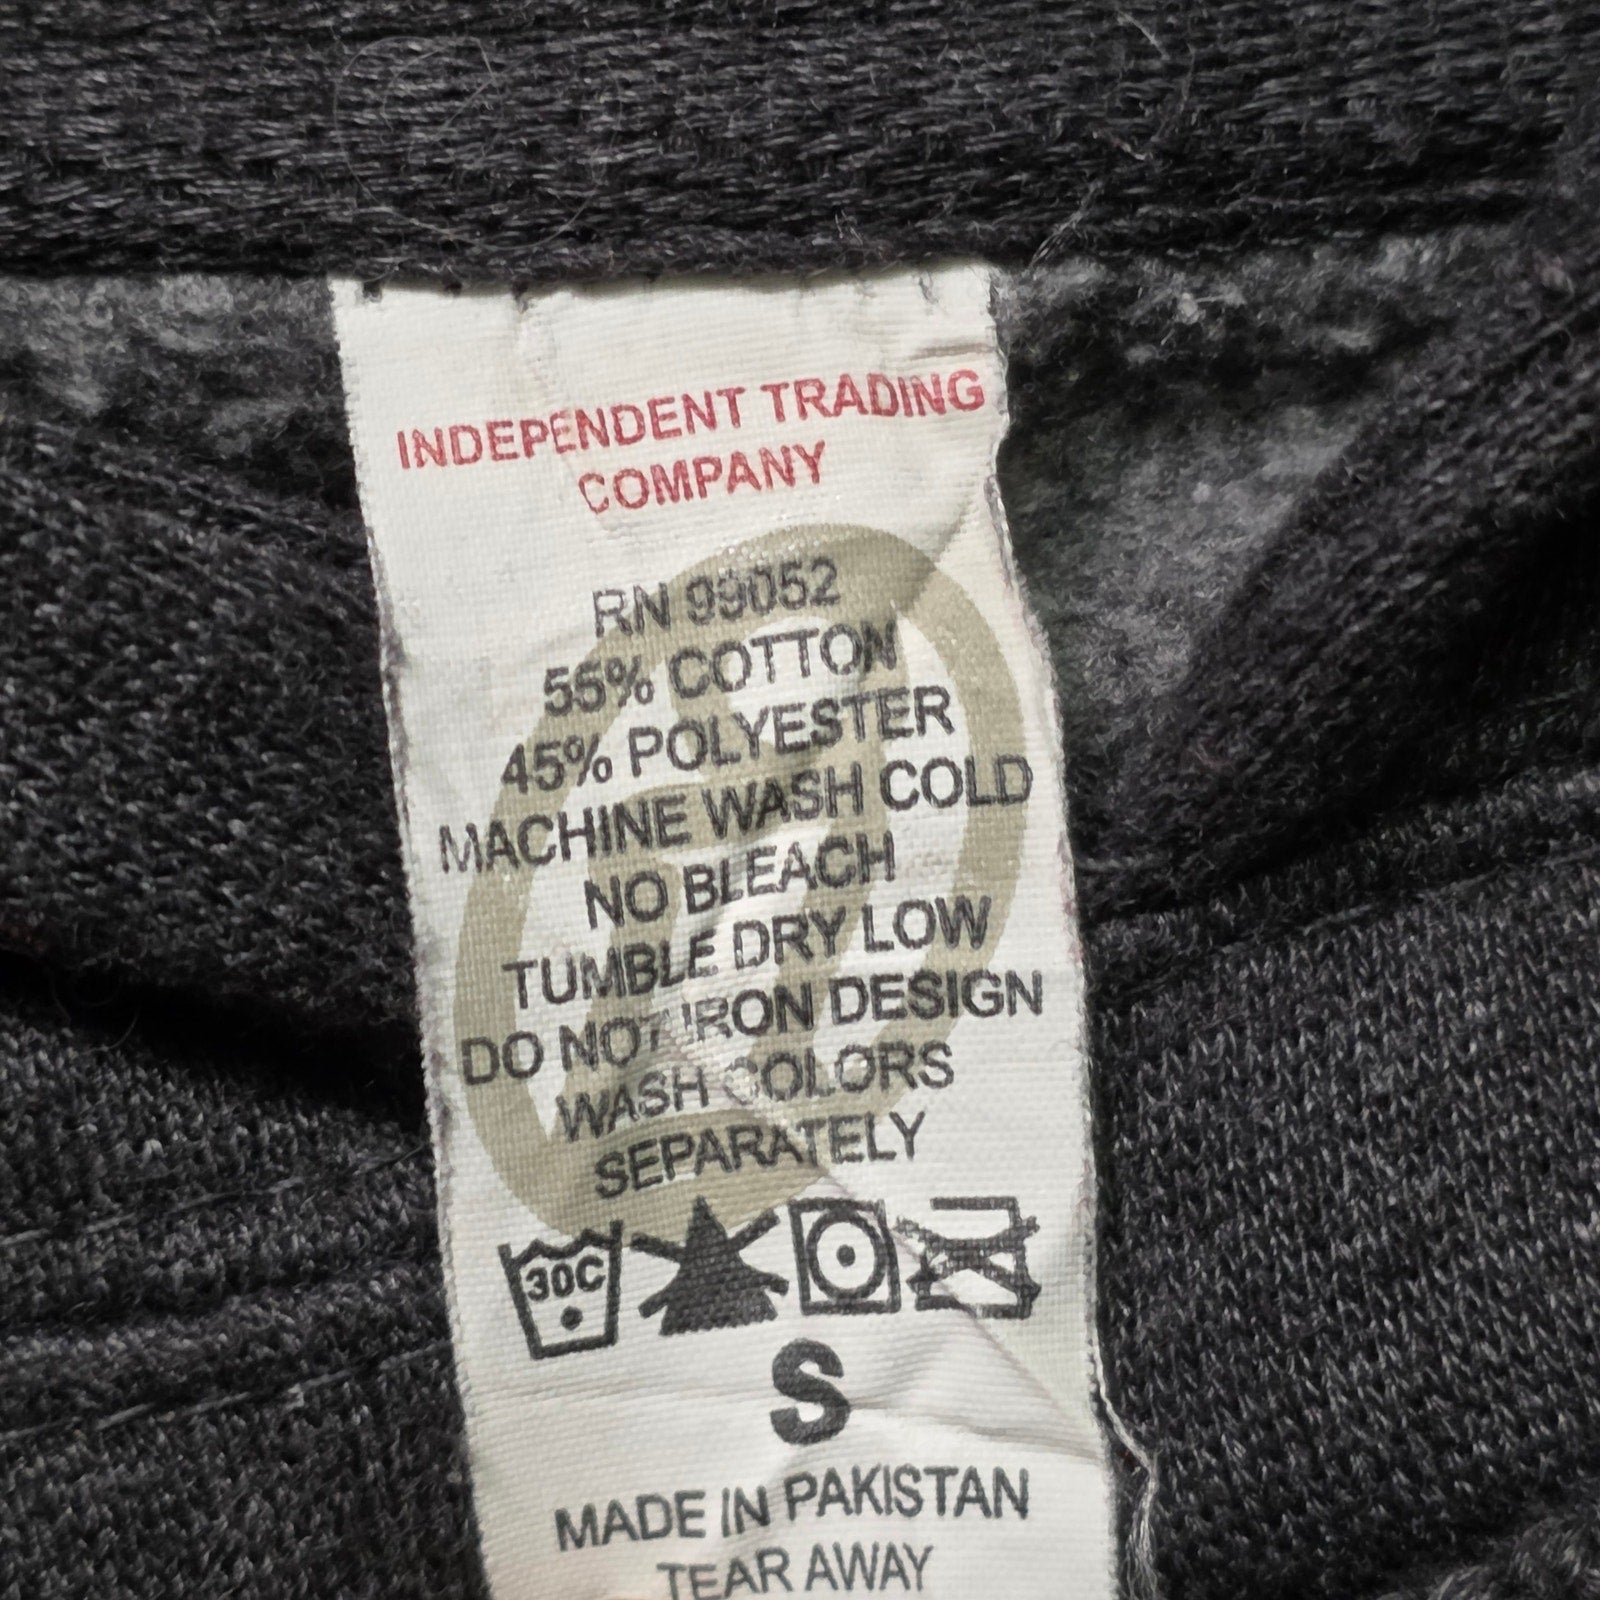 INDEPENDENT TRADING
COMPANY
RN 99052
55% COTTON
45% POLYESTER
MACHINE WASH COLD
NO BLEACH
TUMBLE DRY LOW
DO NOT IRON DESIGN
WASH COLORS
SEPARATELY
30C
S
MADE IN PAKISTAN
TEAR AWAY